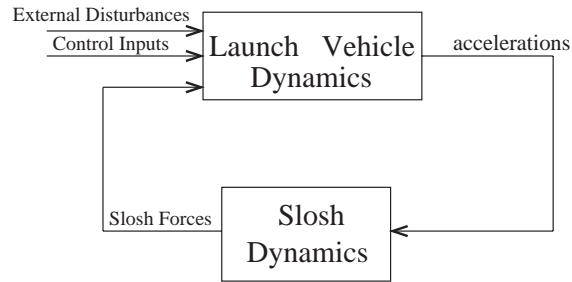 External Disturbances
Control Inputs
Launch Vehicle
Dynamics
accelerations
Slosh Forces
Slosh
Dynamics